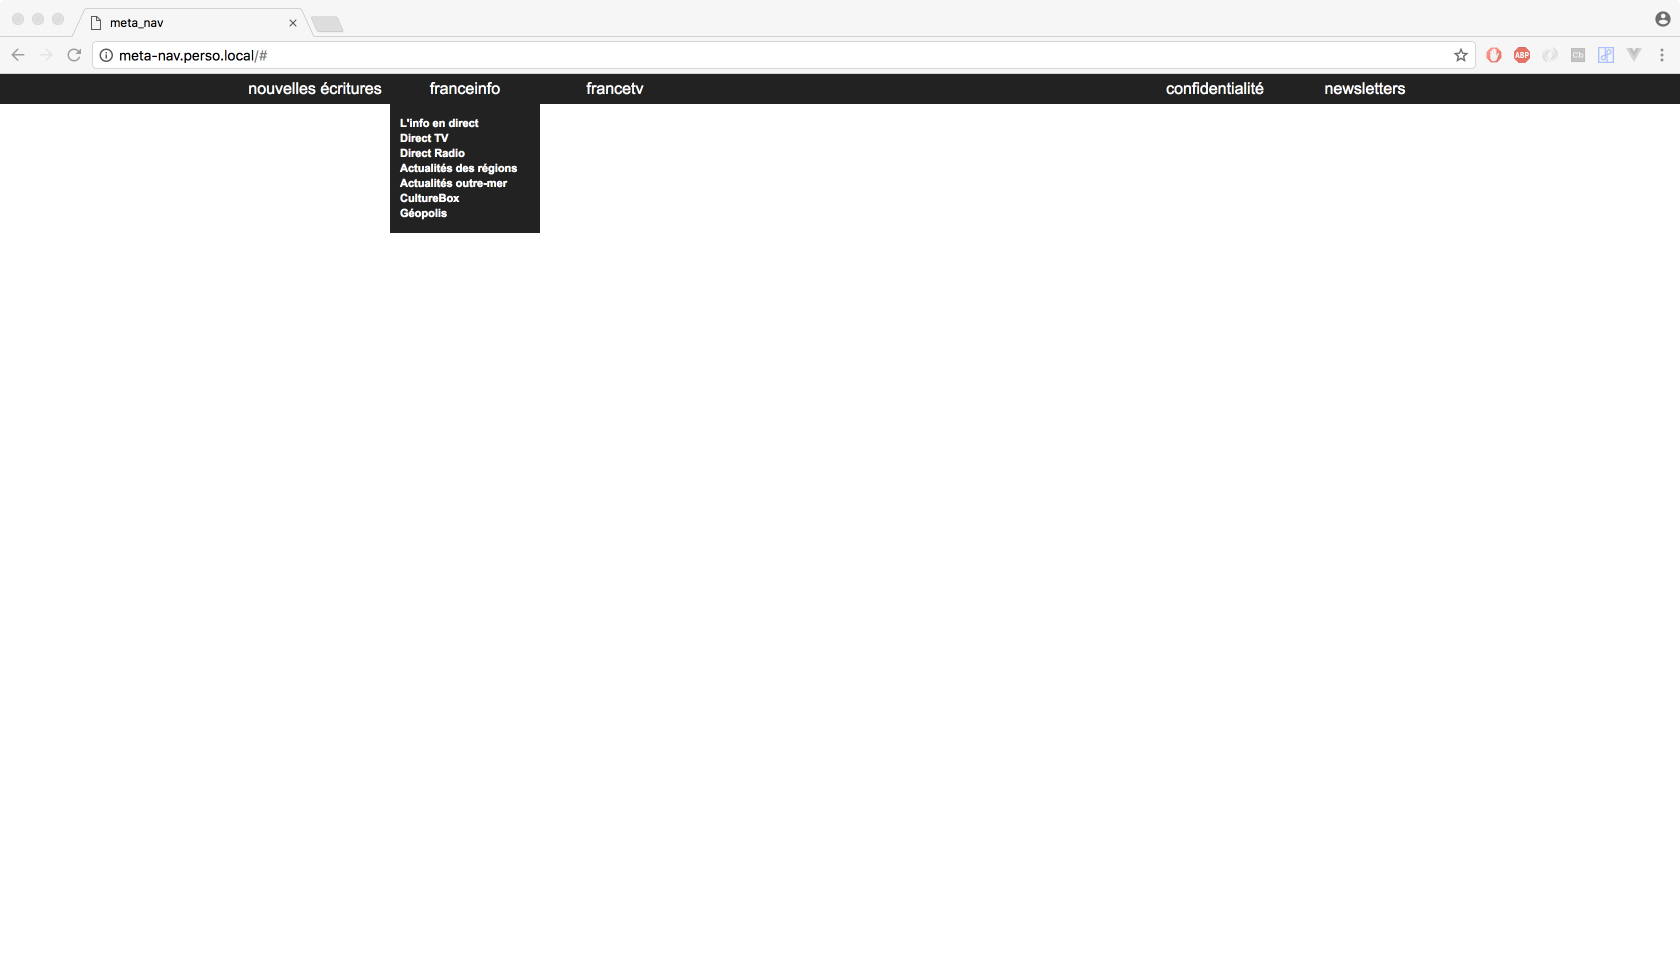 meta_nav
meta-nav.perso.local/#
ABP
cb
nouvelles écritures franceinfo francetv confidentialité newsletters
L'info en direct
Direct TV
Direct Radio
Actualités des régions
Actualités outre-mer
CultureBox
Géopolis